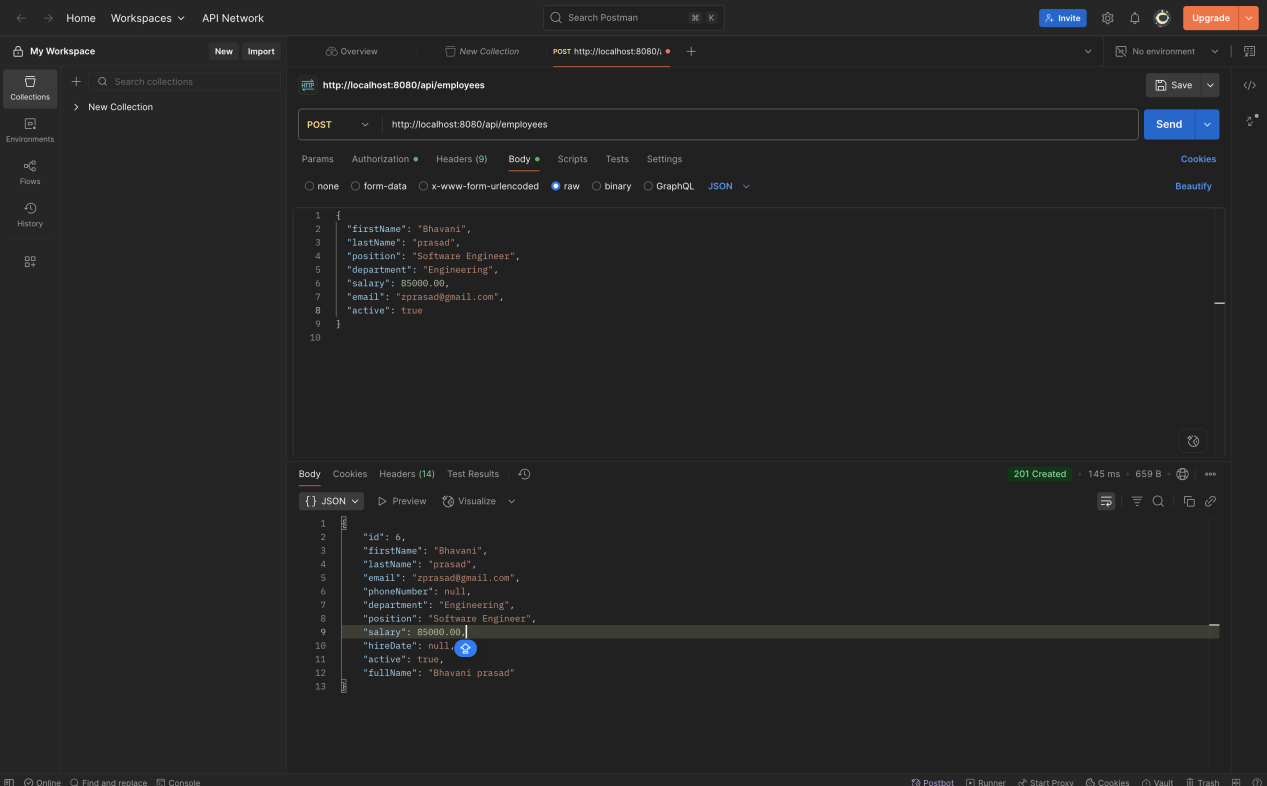 Home Workspaces API Network Search Postman ⌘ K Invite Upgrade
My Workspace New Import Overview New Collection POST http://localhost:8080/a No environment
Collections
Search collections
New Collection
Environments
Flows
History
HTTP http://localhost:8080/api/employees Save
POST http://localhost:8080/api/employees Send
Params Authorization Headers (9) Body Scripts Tests Settings Cookies
none form-data x-www-form-urlencoded raw binary GraphQL JSON Beautify
1 {
2 "firstName": "Bhavani",
3 "lastName": "prasad",
4 "position": "Software Engineer",
5 "department": "Engineering",
6 "salary": 85000.00,
7 "email": "zprasad@gmail.com",
8 "active": true
9 }
10
Body Cookies Headers (14) Test Results 201 Created • 145 ms • 659 B
{} JSON Preview Visualize
1 {
2 "id": 6,
3 "firstName": "Bhavani",
4 "lastName": "prasad",
5 "email": "zprasad@gmail.com",
6 "phoneNumber": null,
7 "department": "Engineering",
8 "position": "Software Engineer",
9 "salary": 85000.00,
10 "hireDate": null,
11 "active": true,
12 "fullName": "Bhavani prasad"
13 }
Online Find and replace Console Postbot Runner Start Proxy Cookies Vault Trash